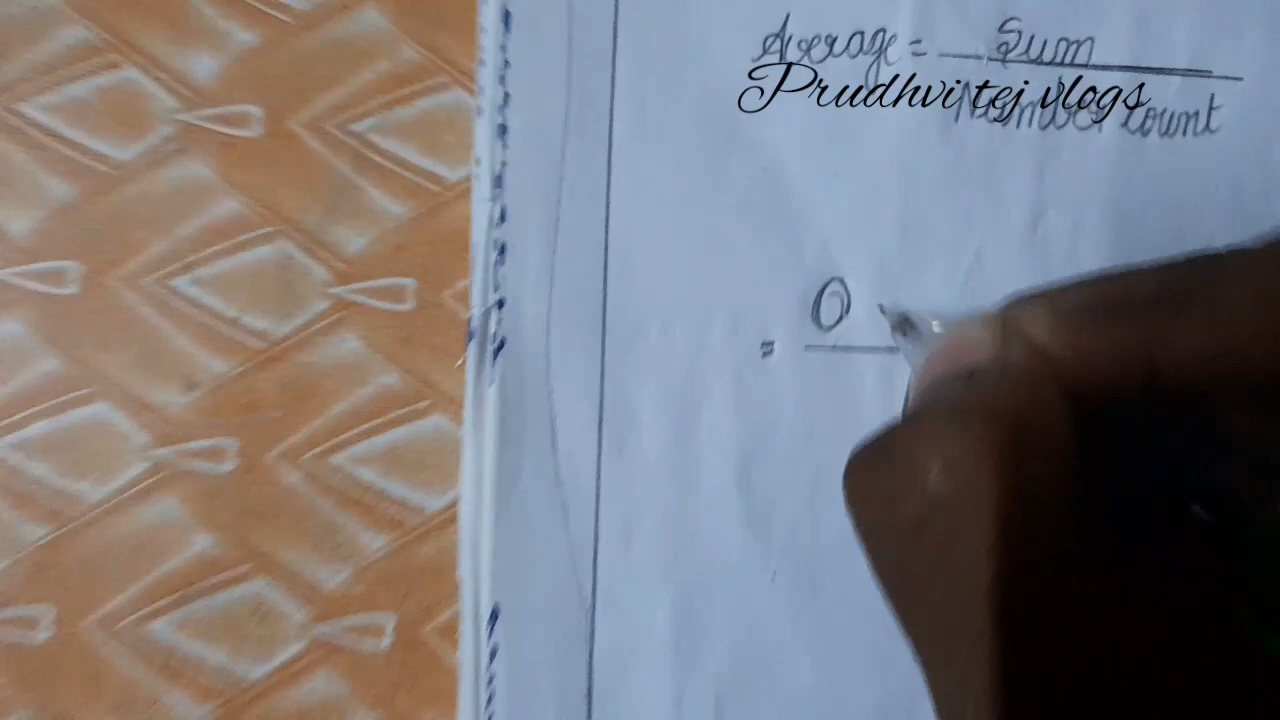 Average = Sum
Prudhvi tej vlogs
Number count
= 0